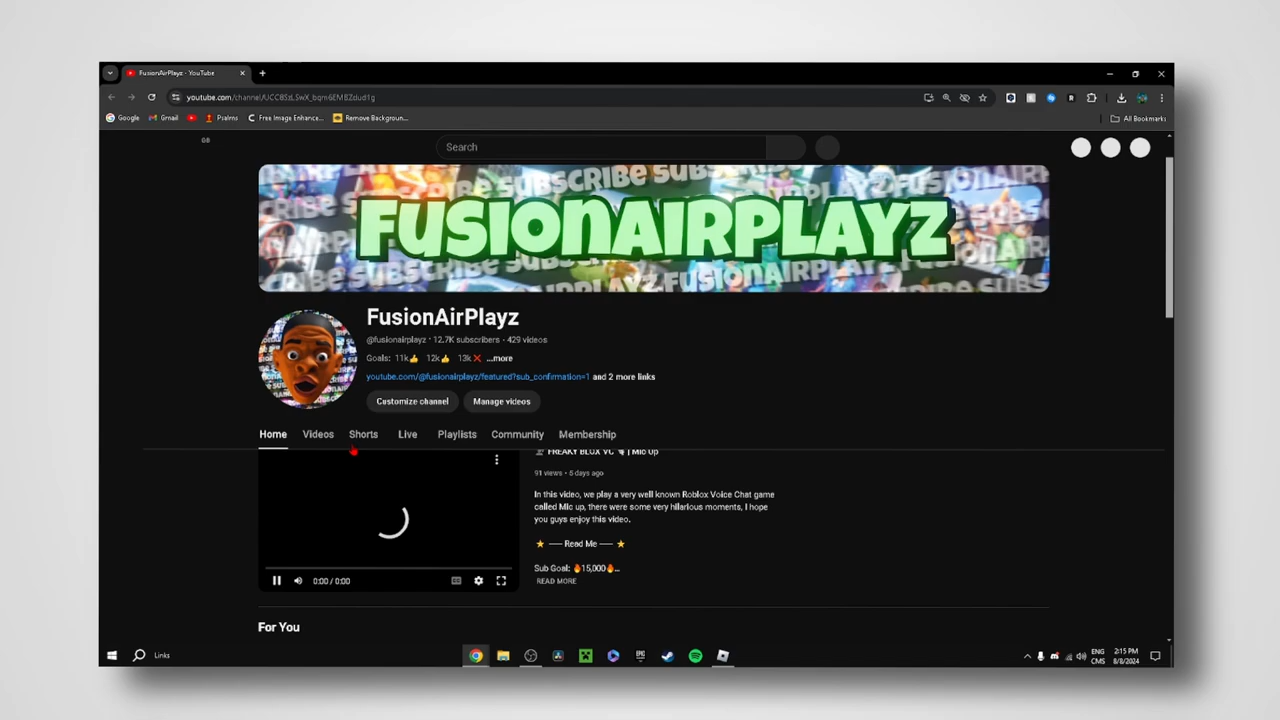 FusionAirPlayz - YouTube
Google
Gmail
Psalms
Free Image Enhance...
Remove Backgroun...
All Bookmarks
GB
Search
FUSIONAIRPLAYZ
FusionAirPlayz
@fusionairplayz · 12.7K subscribers · 429 videos
Goals: 11k👍 12k👍 13k❌ ...more
youtube.com/@fusionairplayz/featured?sub_confirmation=1 and 2 more links
Customize channel
Manage videos
Home Videos Shorts Live Playlists Community Membership
FREAKY BLOX VC | Mic Up
91 views • 5 days ago
In this video, we play a very well known Roblox Voice Chat game
called Mic up, there were some very hilarious moments, I hope
you guys enjoy this video.
⭐ ── Read Me ── ⭐
Sub Goal: 🔥15,000🔥...
READ MORE
0:00 / 0:00
For You
Links
EPIC
ENG
CMS
2:15 PM
8/8/2024